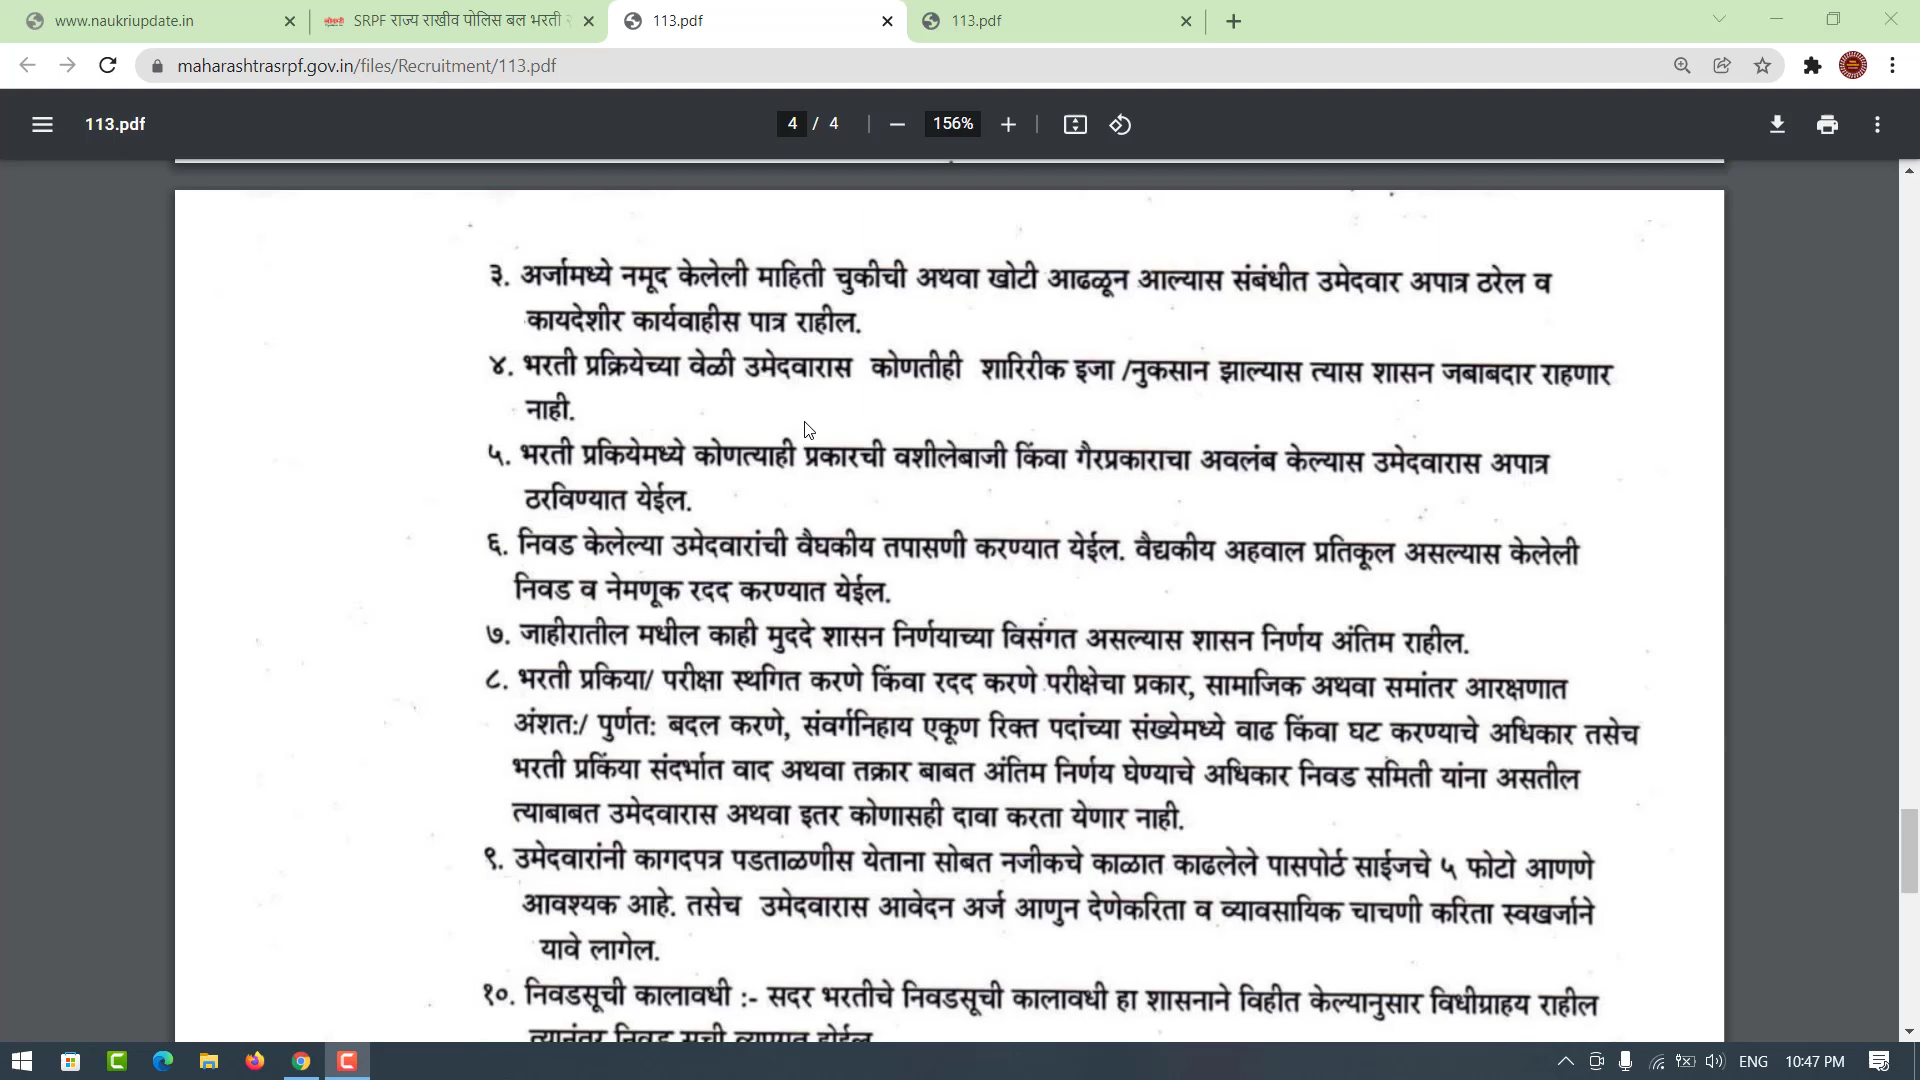 www.naukriupdate.in
SRPF राज्य राखीव पोलिस बल भरती
113.pdf
113.pdf
maharashtrasrpf.gov.in/files/Recruitment/113.pdf
113.pdf
4 / 4
156%
३. अर्जामध्ये नमूद केलेली माहिती चुकीची अथवा खोटी आढळून आल्यास संबंधीत उमेदवार अपात्र ठरेल व
कायदेशीर कार्यवाहीस पात्र राहील.
४. भरती प्रक्रियेच्या वेळी उमेदवारास कोणतीही शारिरीक इजा /नुकसान झाल्यास त्यास शासन जबाबदार राहणार
नाही.
५. भरती प्रकियेमध्ये कोणत्याही प्रकारची वशीलेबाजी किंवा गैरप्रकाराचा अवलंब केल्यास उमेदवारास अपात्र
ठरविण्यात येईल.
६. निवड केलेल्या उमेदवारांची वैघकीय तपासणी करण्यात येईल. वैद्यकीय अहवाल प्रतिकूल असल्यास केलेली
निवड व नेमणूक रदद करण्यात येईल.
७. जाहीरातील मधील काही मुददे शासन निर्णयाच्या विसंगत असल्यास शासन निर्णय अंतिम राहील.
८. भरती प्रकिया/ परीक्षा स्थगित करणे किंवा रदद करणे परीक्षेचा प्रकार, सामाजिक अथवा समांतर आरक्षणात
अंशत:/ पुर्णत: बदल करणे, संवर्गनिहाय एकूण रिक्त पदांच्या संख्येमध्ये वाढ किंवा घट करण्याचे अधिकार तसेच
भरती प्रकिंया संदर्भात वाद अथवा तक्रार बाबत अंतिम निर्णय घेण्याचे अधिकार निवड समिती यांना असतील
त्याबाबत उमेदवारास अथवा इतर कोणासही दावा करता येणार नाही.
९. उमेदवारांनी कागदपत्र पडताळणीस येताना सोबत नजीकचे काळात काढलेले पासपोर्ठ साईजचे ५ फोटो आणणे
आवश्यक आहे. तसेच उमेदवारास आवेदन अर्ज आणुन देणेकरिता व व्यावसायिक चाचणी करिता स्वखर्जाने
यावे लागेल.
१०. निवडसूची कालावधी :- सदर भरतीचे निवडसूची कालावधी हा शासनाने विहीत केल्यानुसार विधीग्राहय राहील
त्यानंतर निवड सूची व्यपगत होईल
ENG
10:47 PM